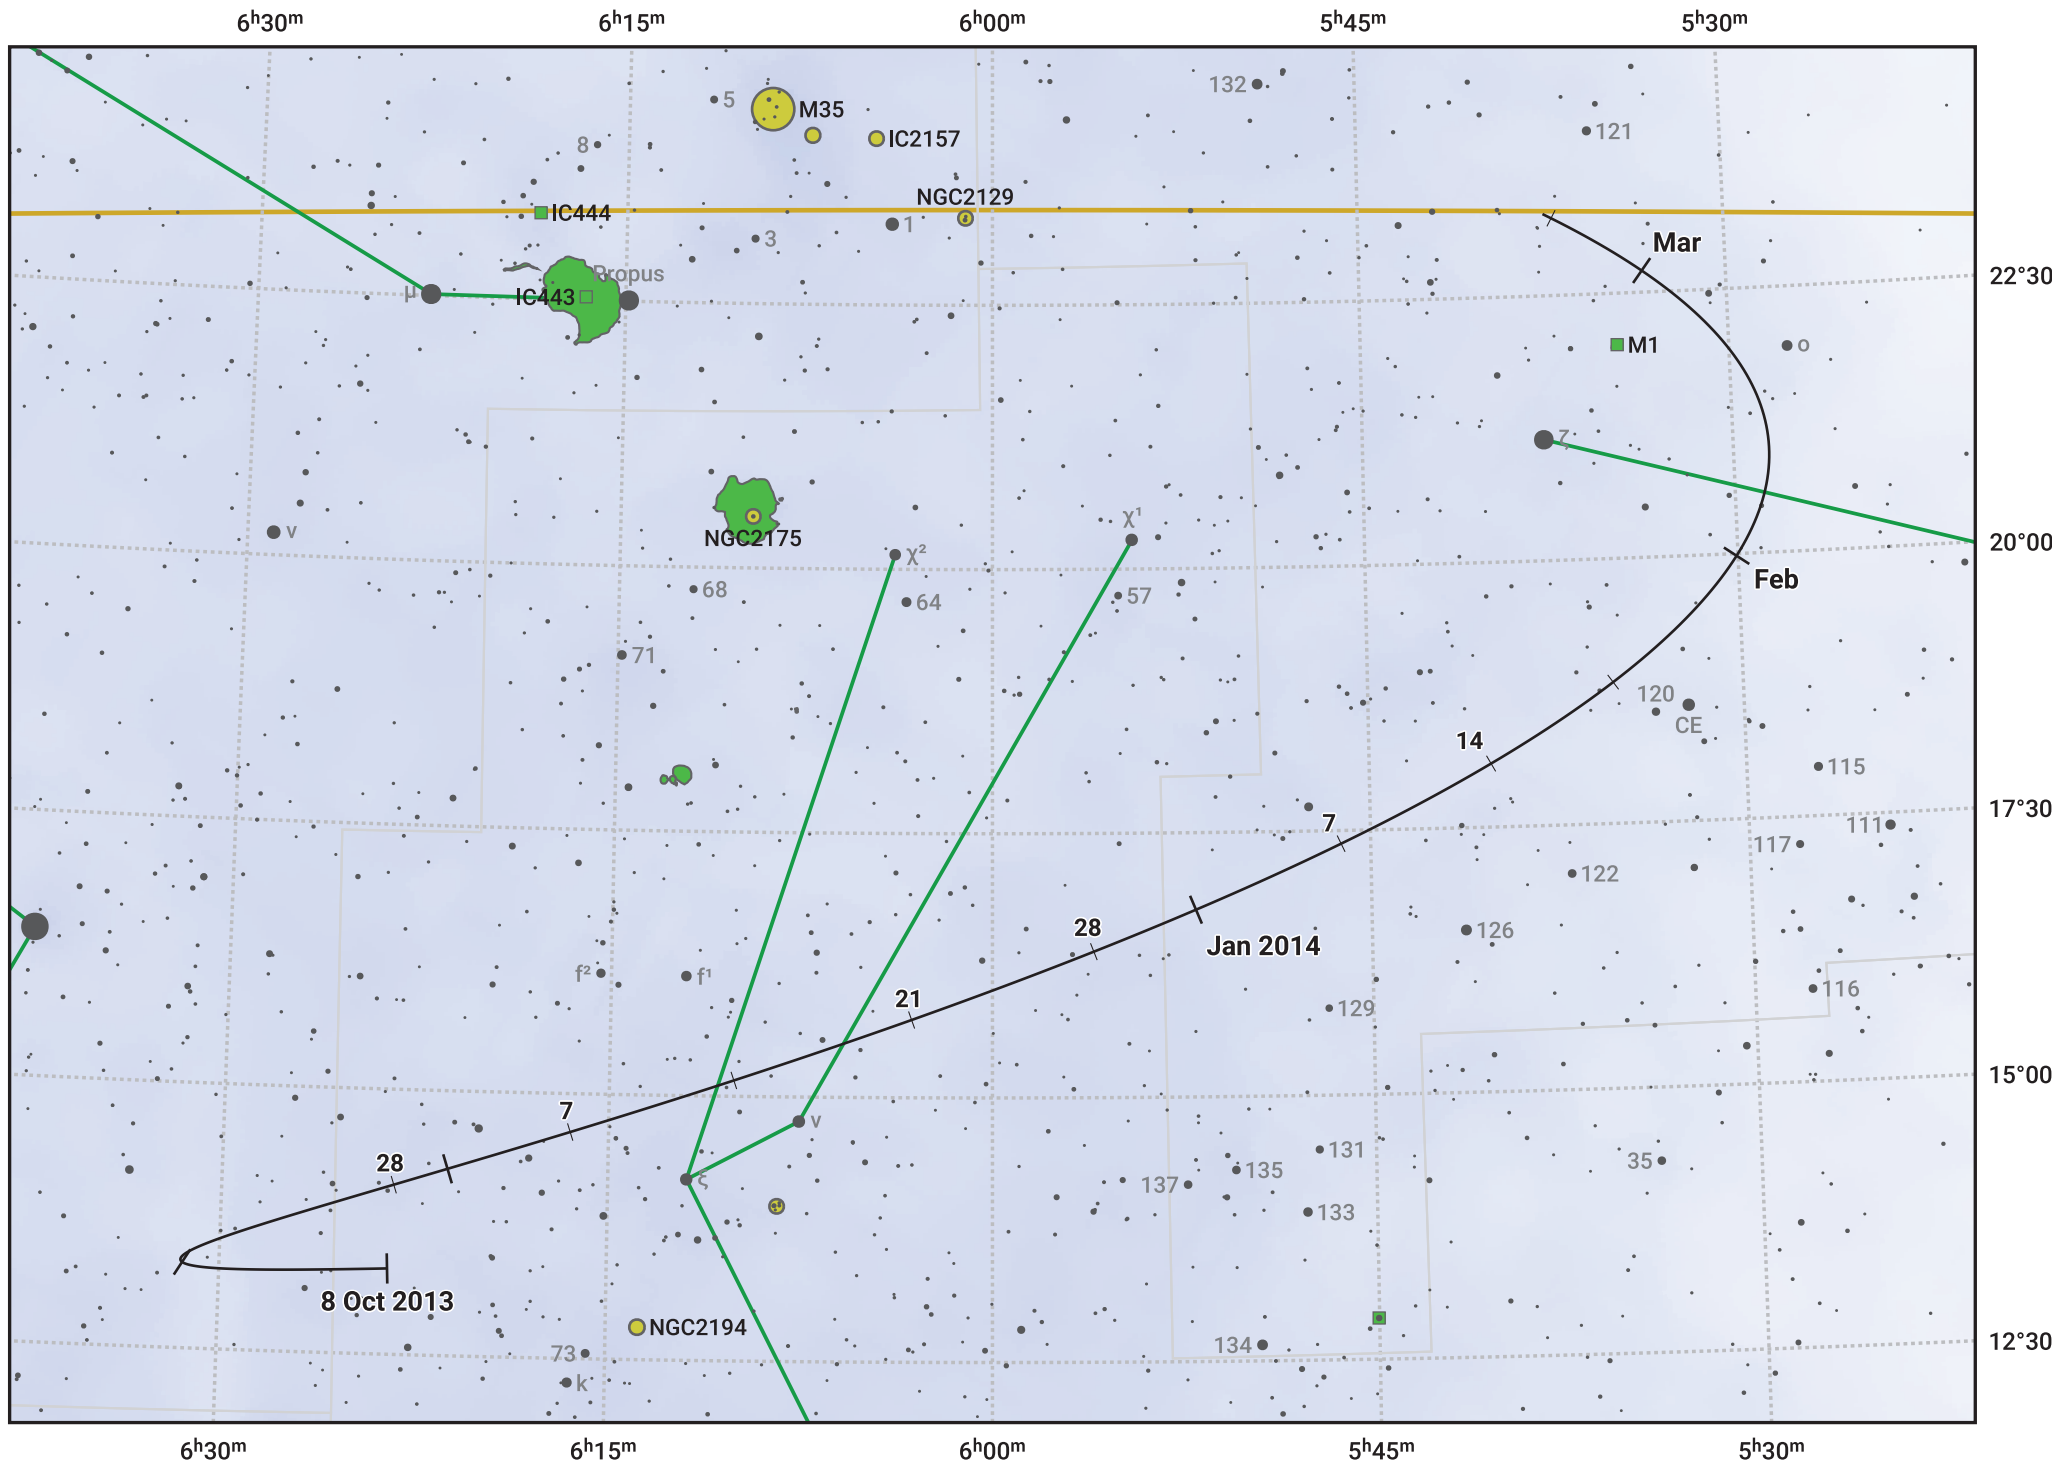 6ʰ30ᵐ 6ʰ15ᵐ 6ʰ00ᵐ 5ʰ45ᵐ 5ʰ30ᵐ
132
5
M35
121
IC2157
8
NGC2129
IC444
1
3
Mar
Propus
22°30'
μ
IC443
M1
ο
ζ
χ¹
ν
NGC2175
χ²
20°00'
Feb
68
64
57
71
120
CE
14
115
17°30'
7
111
117
122
28
126
Jan 2014
f²
f¹
116
21
129
15°00'
7
ν
131
35
28
135
137
ξ
133
8 Oct 2013
NGC2194
12°30'
134
73
k
6ʰ30ᵐ 6ʰ15ᵐ 6ʰ00ᵐ 5ʰ45ᵐ 5ʰ30ᵐ